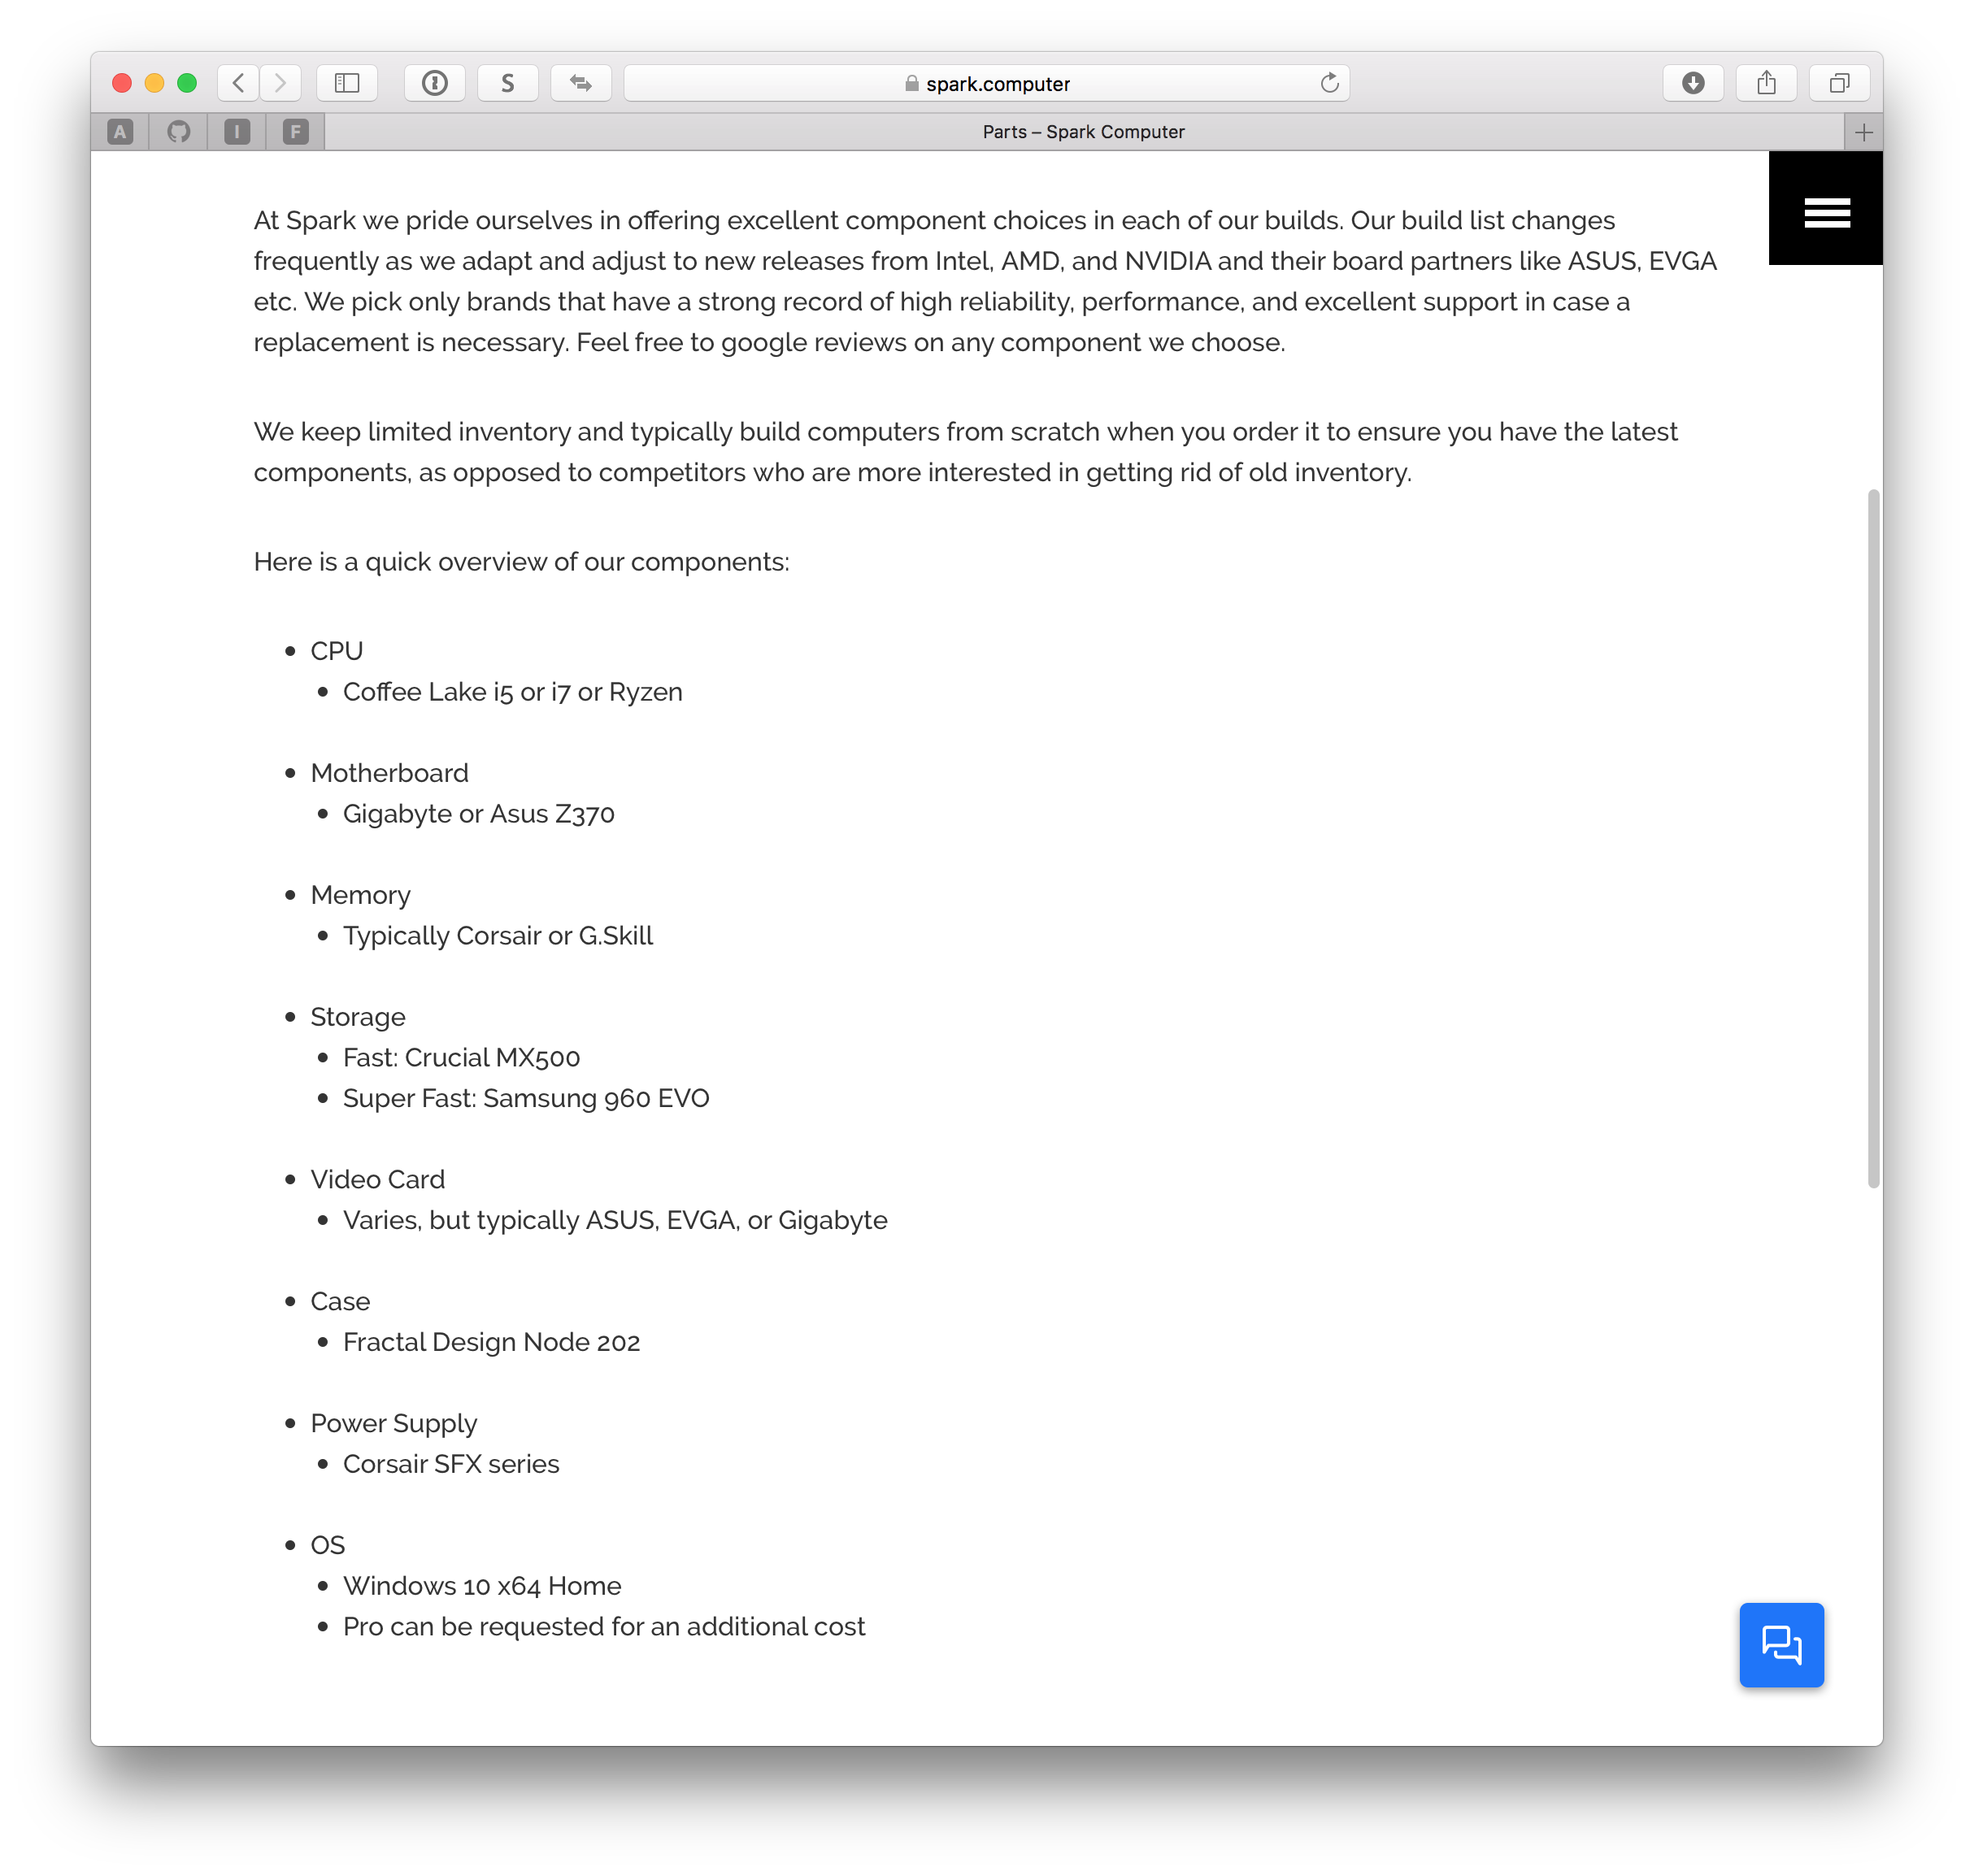 S
spark.computer
A
I
F
Parts – Spark Computer
At Spark we pride ourselves in offering excellent component choices in each of our builds. Our build list changes
frequently as we adapt and adjust to new releases from Intel, AMD, and NVIDIA and their board partners like ASUS, EVGA
etc. We pick only brands that have a strong record of high reliability, performance, and excellent support in case a
replacement is necessary. Feel free to google reviews on any component we choose.
We keep limited inventory and typically build computers from scratch when you order it to ensure you have the latest
components, as opposed to competitors who are more interested in getting rid of old inventory.
Here is a quick overview of our components:
• CPU
• Coffee Lake i5 or i7 or Ryzen
• Motherboard
• Gigabyte or Asus Z370
• Memory
• Typically Corsair or G.Skill
• Storage
• Fast: Crucial MX500
• Super Fast: Samsung 960 EVO
• Video Card
• Varies, but typically ASUS, EVGA, or Gigabyte
• Case
• Fractal Design Node 202
• Power Supply
• Corsair SFX series
• OS
• Windows 10 x64 Home
• Pro can be requested for an additional cost